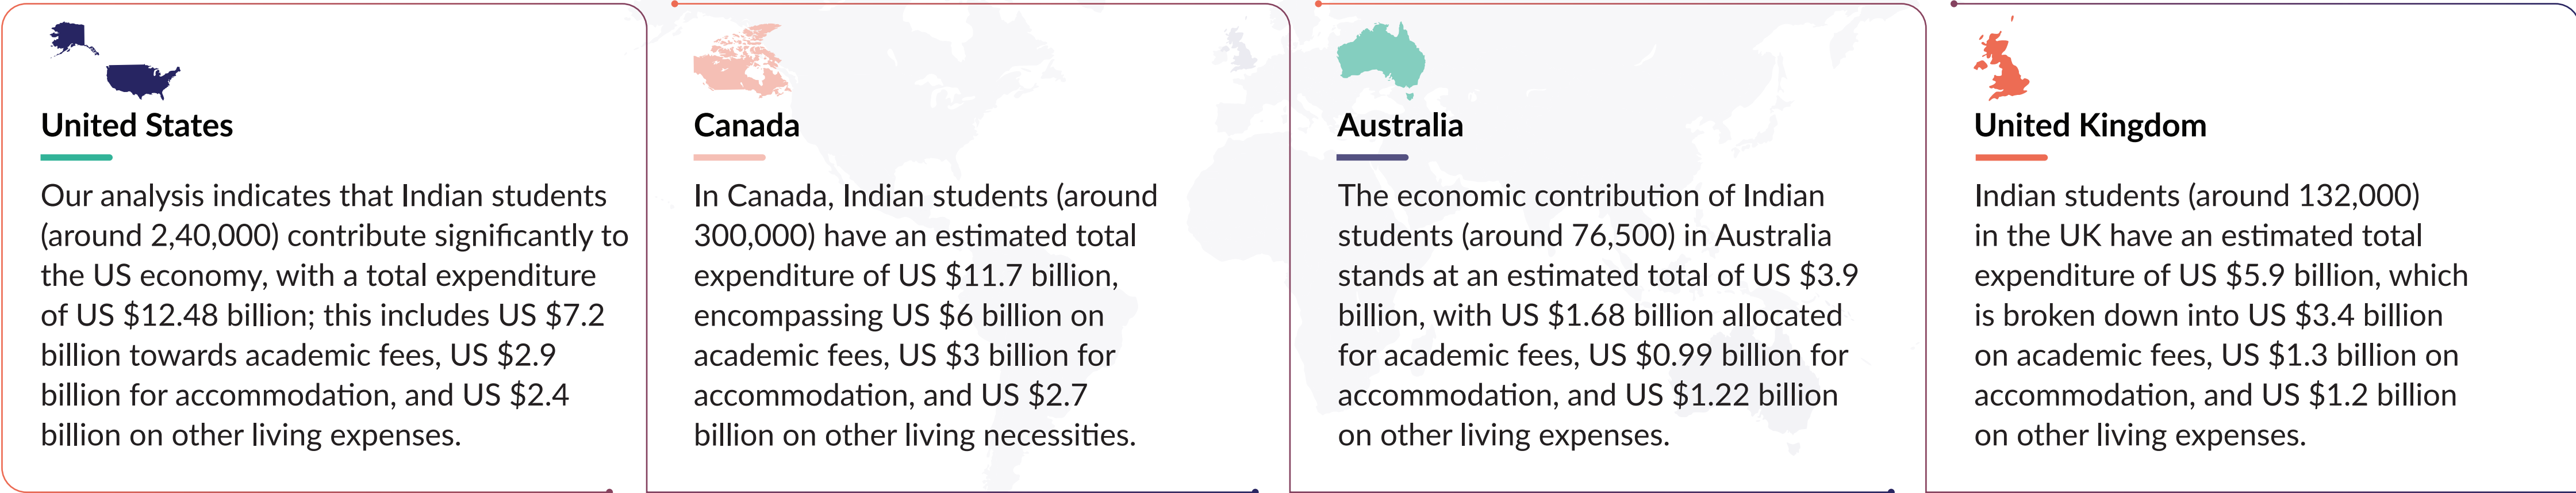 United States
Our analysis indicates that Indian students
(around 2,40,000) contribute significantly to
the US economy, with a total expenditure
of US $12.48 billion; this includes US $7.2
billion towards academic fees, US $2.9
billion for accommodation, and US $2.4
billion on other living expenses.
Canada
In Canada, Indian students (around
300,000) have an estimated total
expenditure of US $11.7 billion,
encompassing US $6 billion on
academic fees, US $3 billion for
accommodation, and US $2.7
billion on other living necessities.
Australia
The economic contribution of Indian
students (around 76,500) in Australia
stands at an estimated total of US $3.9
billion, with US $1.68 billion allocated
for academic fees, US $0.99 billion for
accommodation, and US $1.22 billion
on other living expenses.
United Kingdom
Indian students (around 132,000)
in the UK have an estimated total
expenditure of US $5.9 billion, which
is broken down into US $3.4 billion
on academic fees, US $1.3 billion on
accommodation, and US $1.2 billion
on other living expenses.